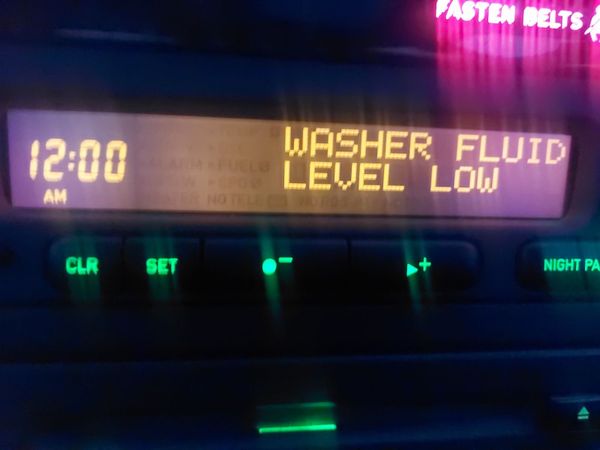 FASTEN BELTS
WASHER FLUID
12:00 LEVEL LOW
AM
CLR SET - + NIGHT PA